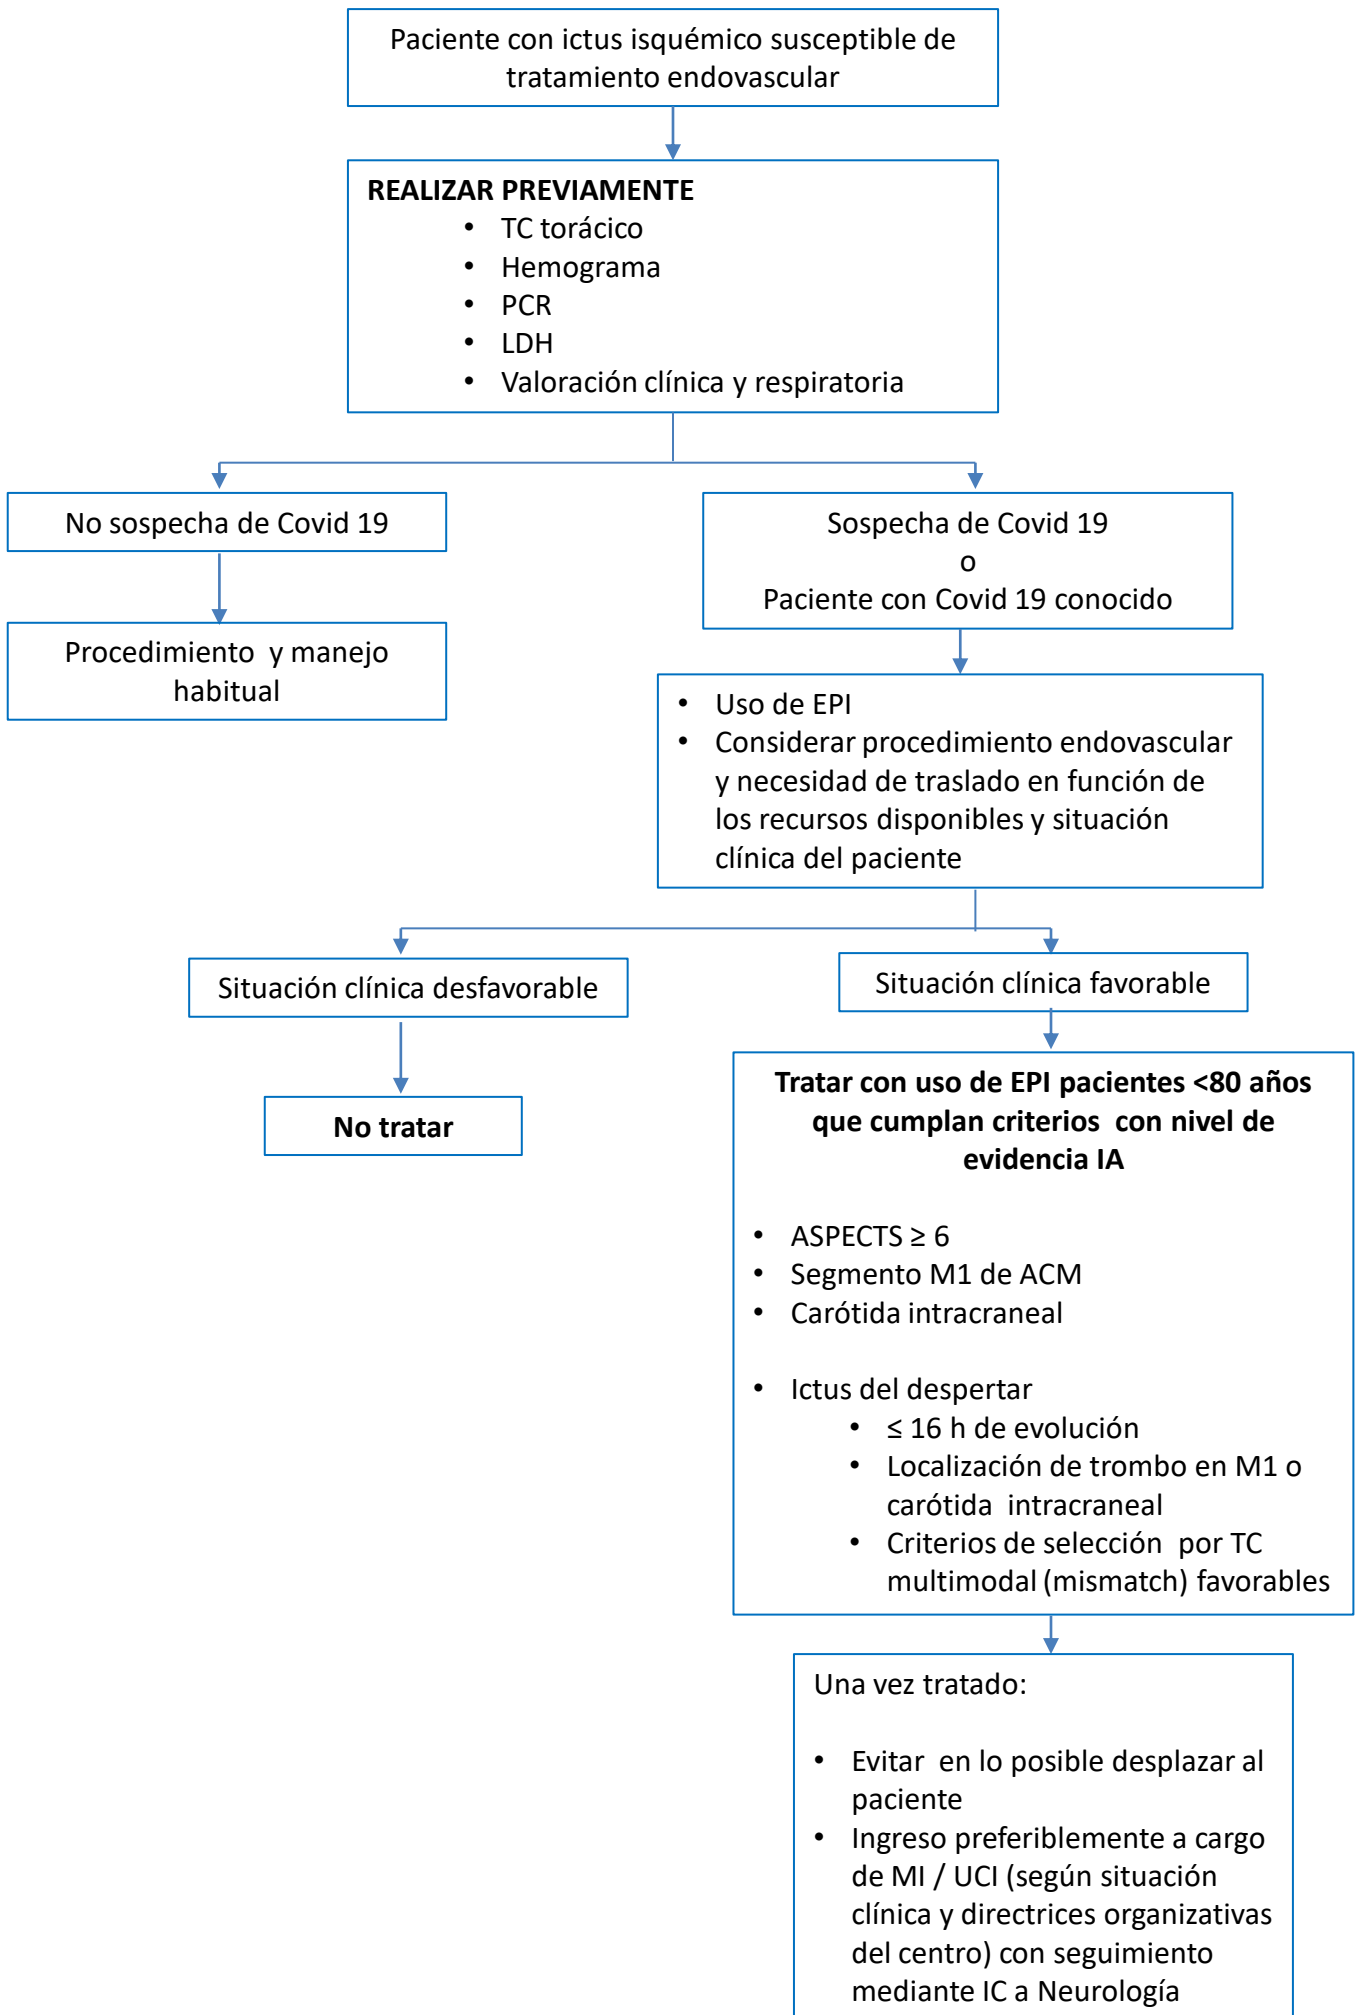 Paciente con ictus isquémico susceptible de
tratamiento endovascular
REALIZAR PREVIAMENTE
• TC torácico
• Hemograma
• PCR
• LDH
• Valoración clínica y respiratoria
No sospecha de Covid 19
Procedimiento y manejo
habitual
Sospecha de Covid 19
o
Paciente con Covid 19 conocido
• Uso de EPI
• Considerar procedimiento endovascular
y necesidad de traslado en función de
los recursos disponibles y situación
clínica del paciente
Situación clínica desfavorable
No tratar
Situación clínica favorable
Tratar con uso de EPI pacientes <80 años
que cumplan criterios con nivel de
evidencia IA
• ASPECTS ≥ 6
• Segmento M1 de ACM
• Carótida intracraneal
• Ictus del despertar
• ≤ 16 h de evolución
• Localización de trombo en M1 o
carótida intracraneal
• Criterios de selección por TC
multimodal (mismatch) favorables
Una vez tratado:
• Evitar en lo posible desplazar al
paciente
• Ingreso preferiblemente a cargo
de MI / UCI (según situación
clínica y directrices organizativas
del centro) con seguimiento
mediante IC a Neurología